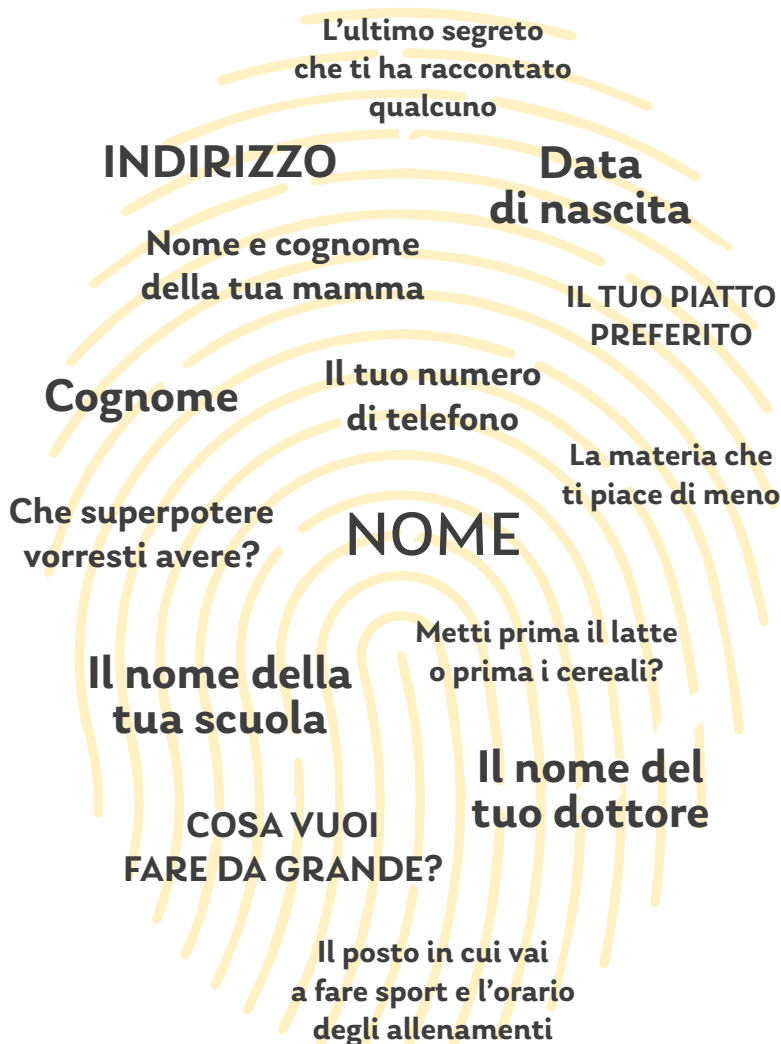 L'ultimo segreto
che ti ha raccontato
qualcuno
INDIRIZZO
Data
di nascita
Nome e cognome
della tua mamma
IL TUO PIATTO
PREFERITO
Cognome
Il tuo numero
di telefono
La materia che
ti piace di meno
Che superpotere
vorresti avere?
NOME
Metti prima il latte
o prima i cereali?
Il nome della
tua scuola
Il nome del
tuo dottore
COSA VUOI
FARE DA GRANDE?
Il posto in cui vai
a fare sport e l'orario
degli allenamenti